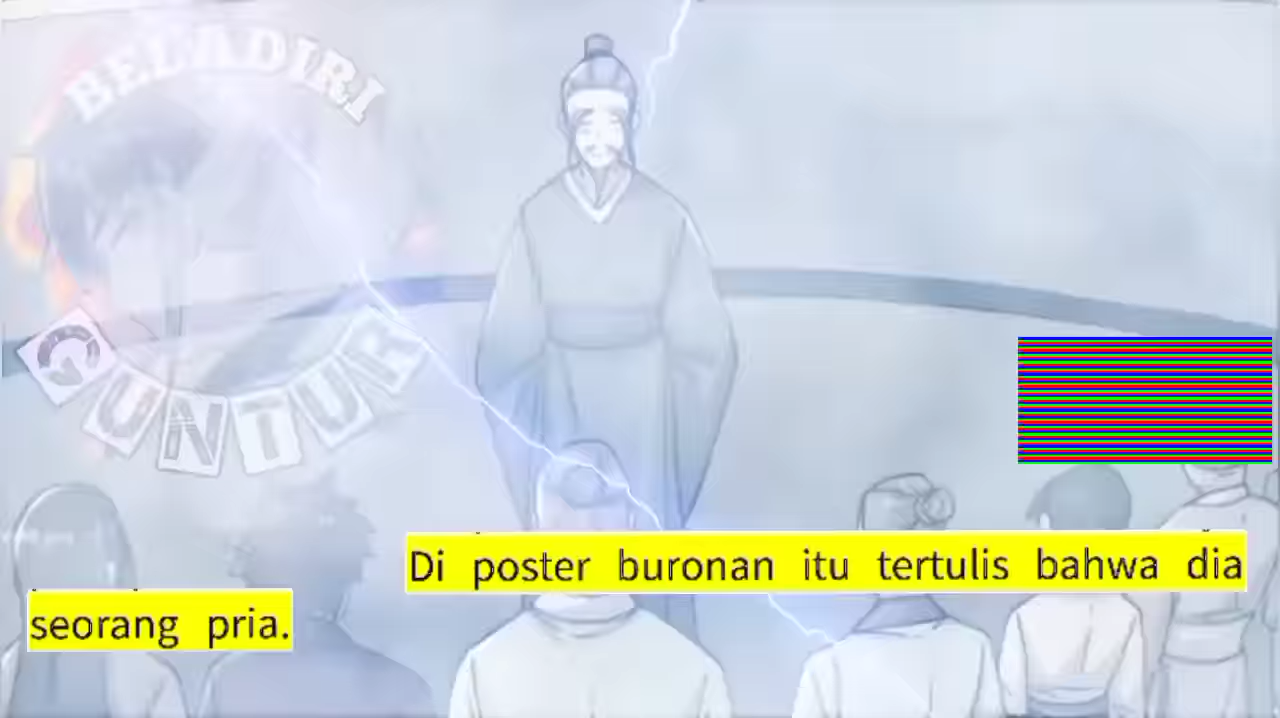 BELADIRI
GUNTUR
Di poster buronan itu tertulis bahwa dia
seorang pria.